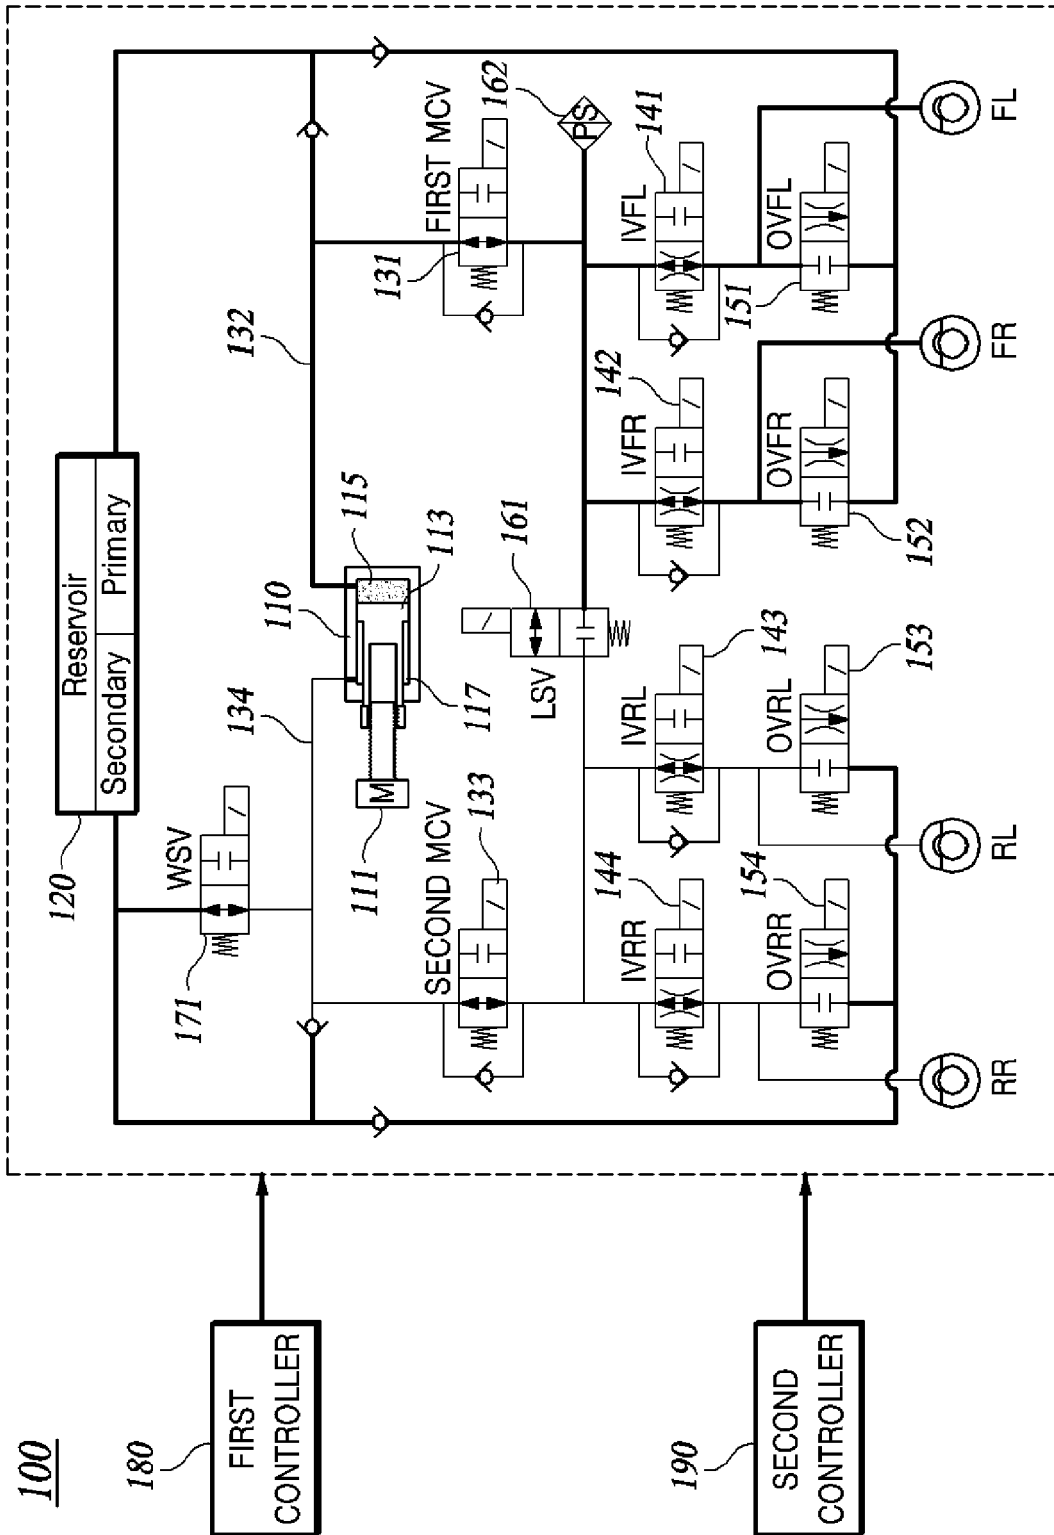 100
180
FIRST
CONTROLLER
190
SECOND
CONTROLLER
120
Reservoir
Secondary
Primary
WSV
171
134
110
115
113
117
M
111
132
SECOND MCV
133
FIRST MCV
131
LSV
161
PS
162
IVRR
144
IVRL
143
IVFR
142
IVFL
141
OVRR
154
OVRL
153
OVFR
152
OVFL
151
RR
RL
FR
FL